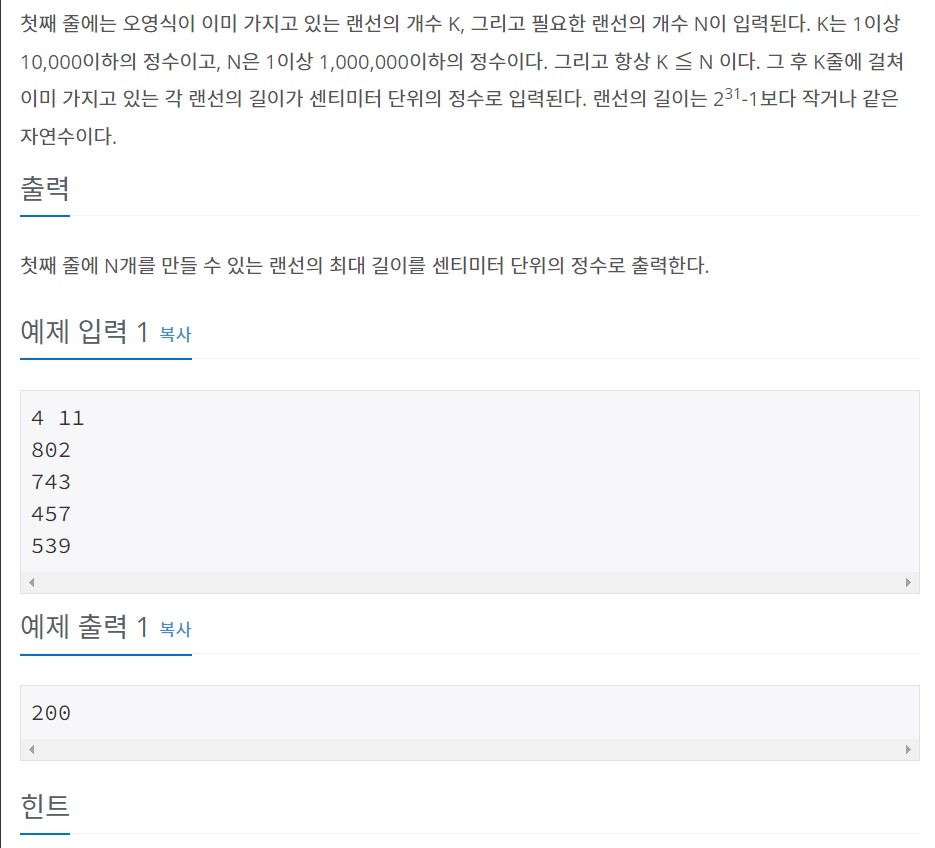 첫째 줄에는 오영식이 이미 가지고 있는 랜선의 개수 K, 그리고 필요한 랜선의 개수 N이 입력된다. K는 1이상
10,000이하의 정수이고, N은 1이상 1,000,000이하의 정수이다. 그리고 항상 K ≦ N 이다. 그 후 K줄에 걸쳐
이미 가지고 있는 각 랜선의 길이가 센티미터 단위의 정수로 입력된다. 랜선의 길이는 2³¹-1보다 작거나 같은
자연수이다.
출력
첫째 줄에 N개를 만들 수 있는 랜선의 최대 길이를 센티미터 단위의 정수로 출력한다.
예제 입력 1 복사
4 11
802
743
457
539
예제 출력 1 복사
200
힌트